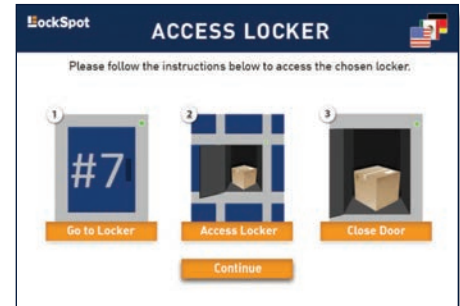 LockSpot
ACCESS LOCKER
Please follow the instructions below to access the chosen locker.
1
2
3
#7
Go to Locker
Access Locker
Close Door
Continue